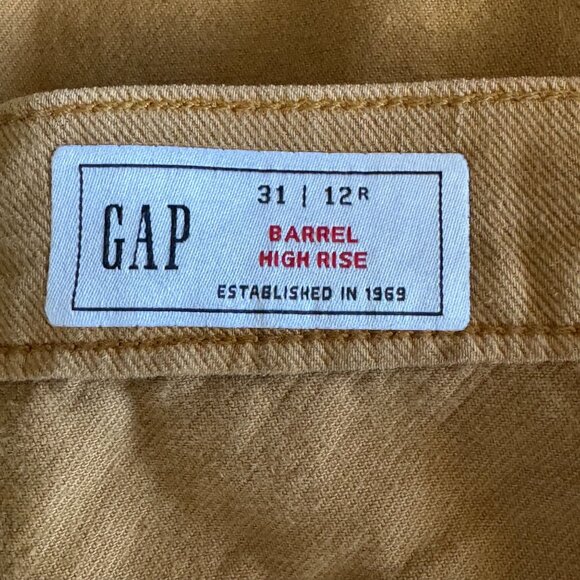 GAP
31 | 12R
BARREL
HIGH RISE
ESTABLISHED IN 1969